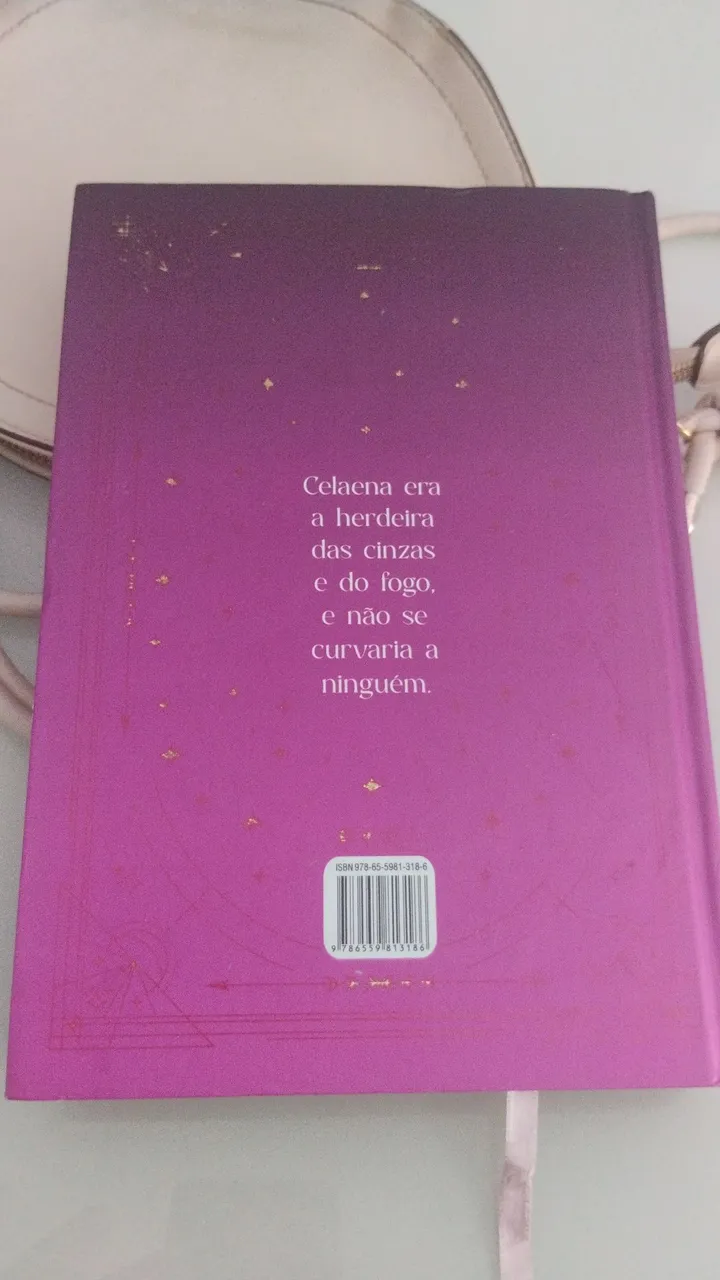 Celaena era
a herdeira
das cinzas
e do fogo,
e não se
curvaria a
ninguém.
ISBN 978-65-5981-318-6
9 786559 813186